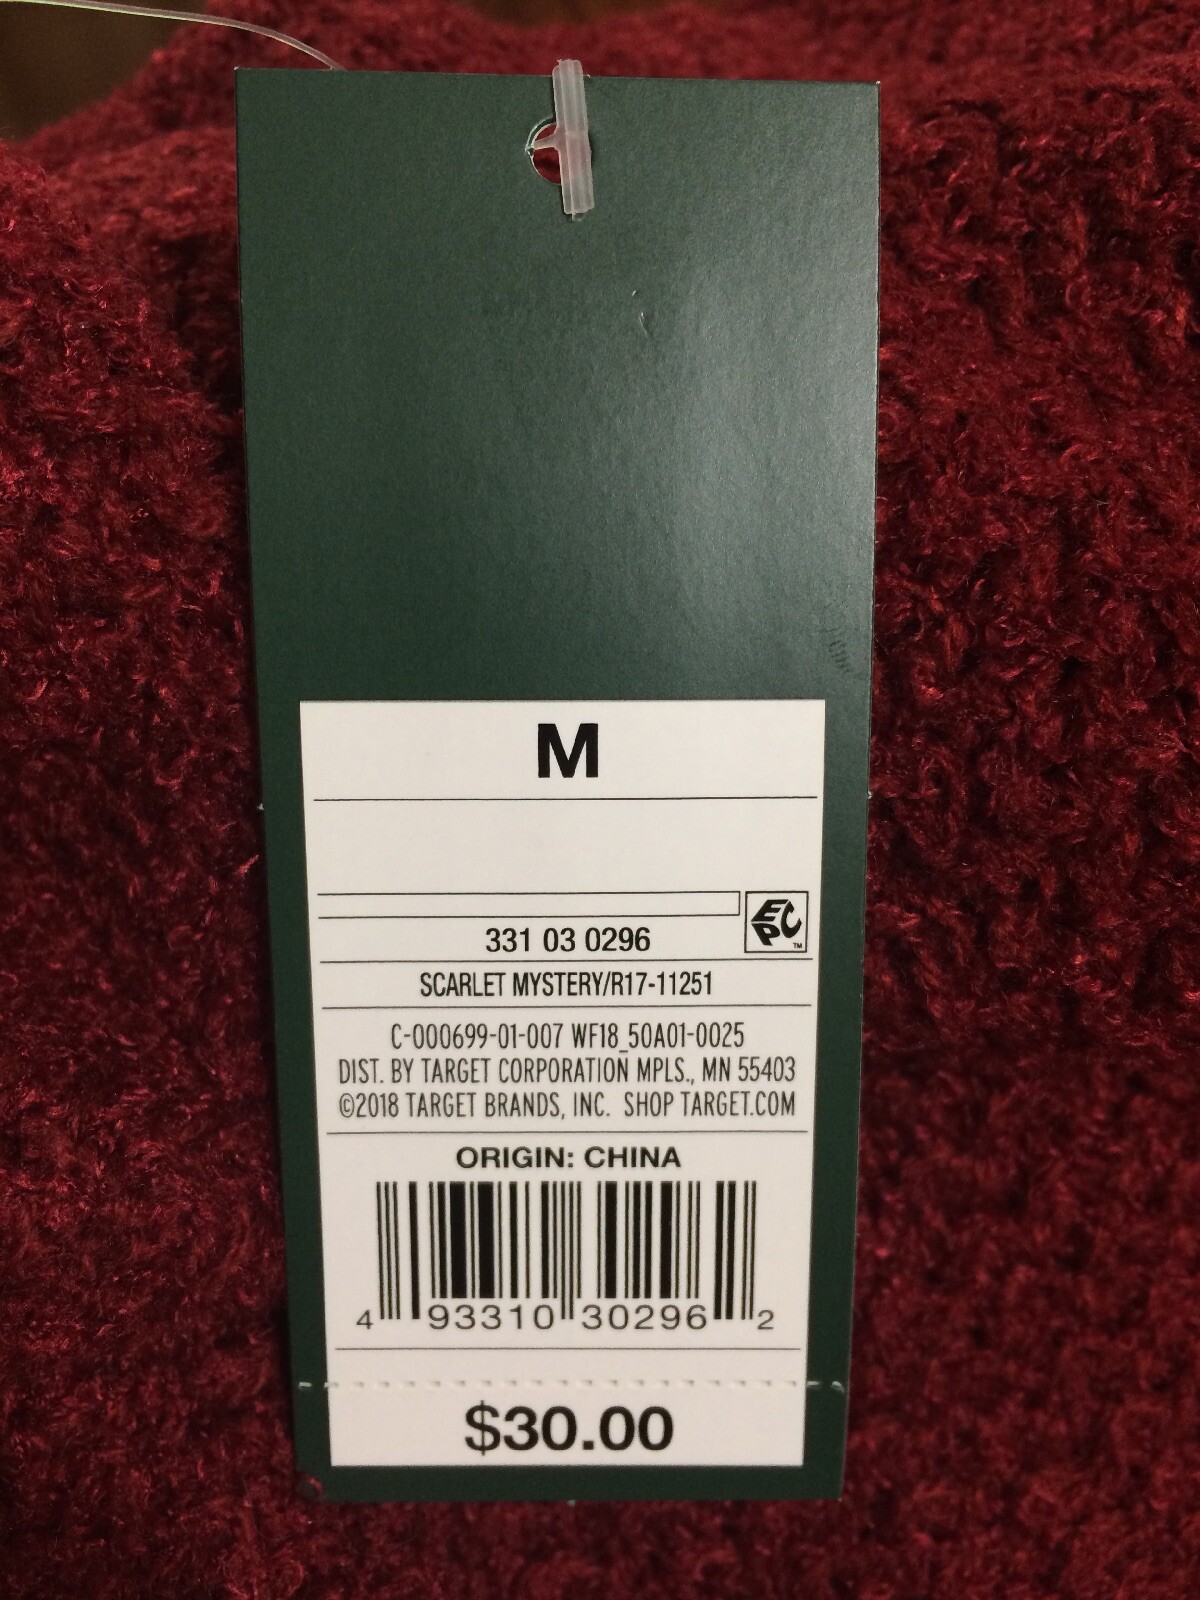 M
EPC™
331 03 0296
SCARLET MYSTERY/R17-11251
C-000699-01-007 WF18_50A01-0025
DIST. BY TARGET CORPORATION MPLS., MN 55403
©2018 TARGET BRANDS, INC. SHOP TARGET.COM
ORIGIN: CHINA
4 93310 30296 2
$30.00